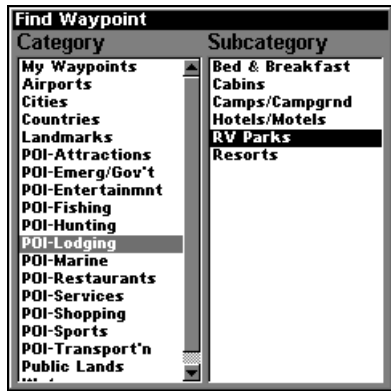 Find Waypoint
Category
My Waypoints
Airports
Cities
Countries
Landmarks
POI-Attractions
POI-Emerg/Gov't
POI-Entertainmnt
POI-Fishing
POI-Hunting
POI-Lodging
POI-Marine
POI-Restaurants
POI-Services
POI-Shopping
POI-Sports
POI-Transport'n
Public Lands
Subcategory
Bed & Breakfast
Cabins
Camps/Campgrnd
Hotels/Motels
RV Parks
Resorts